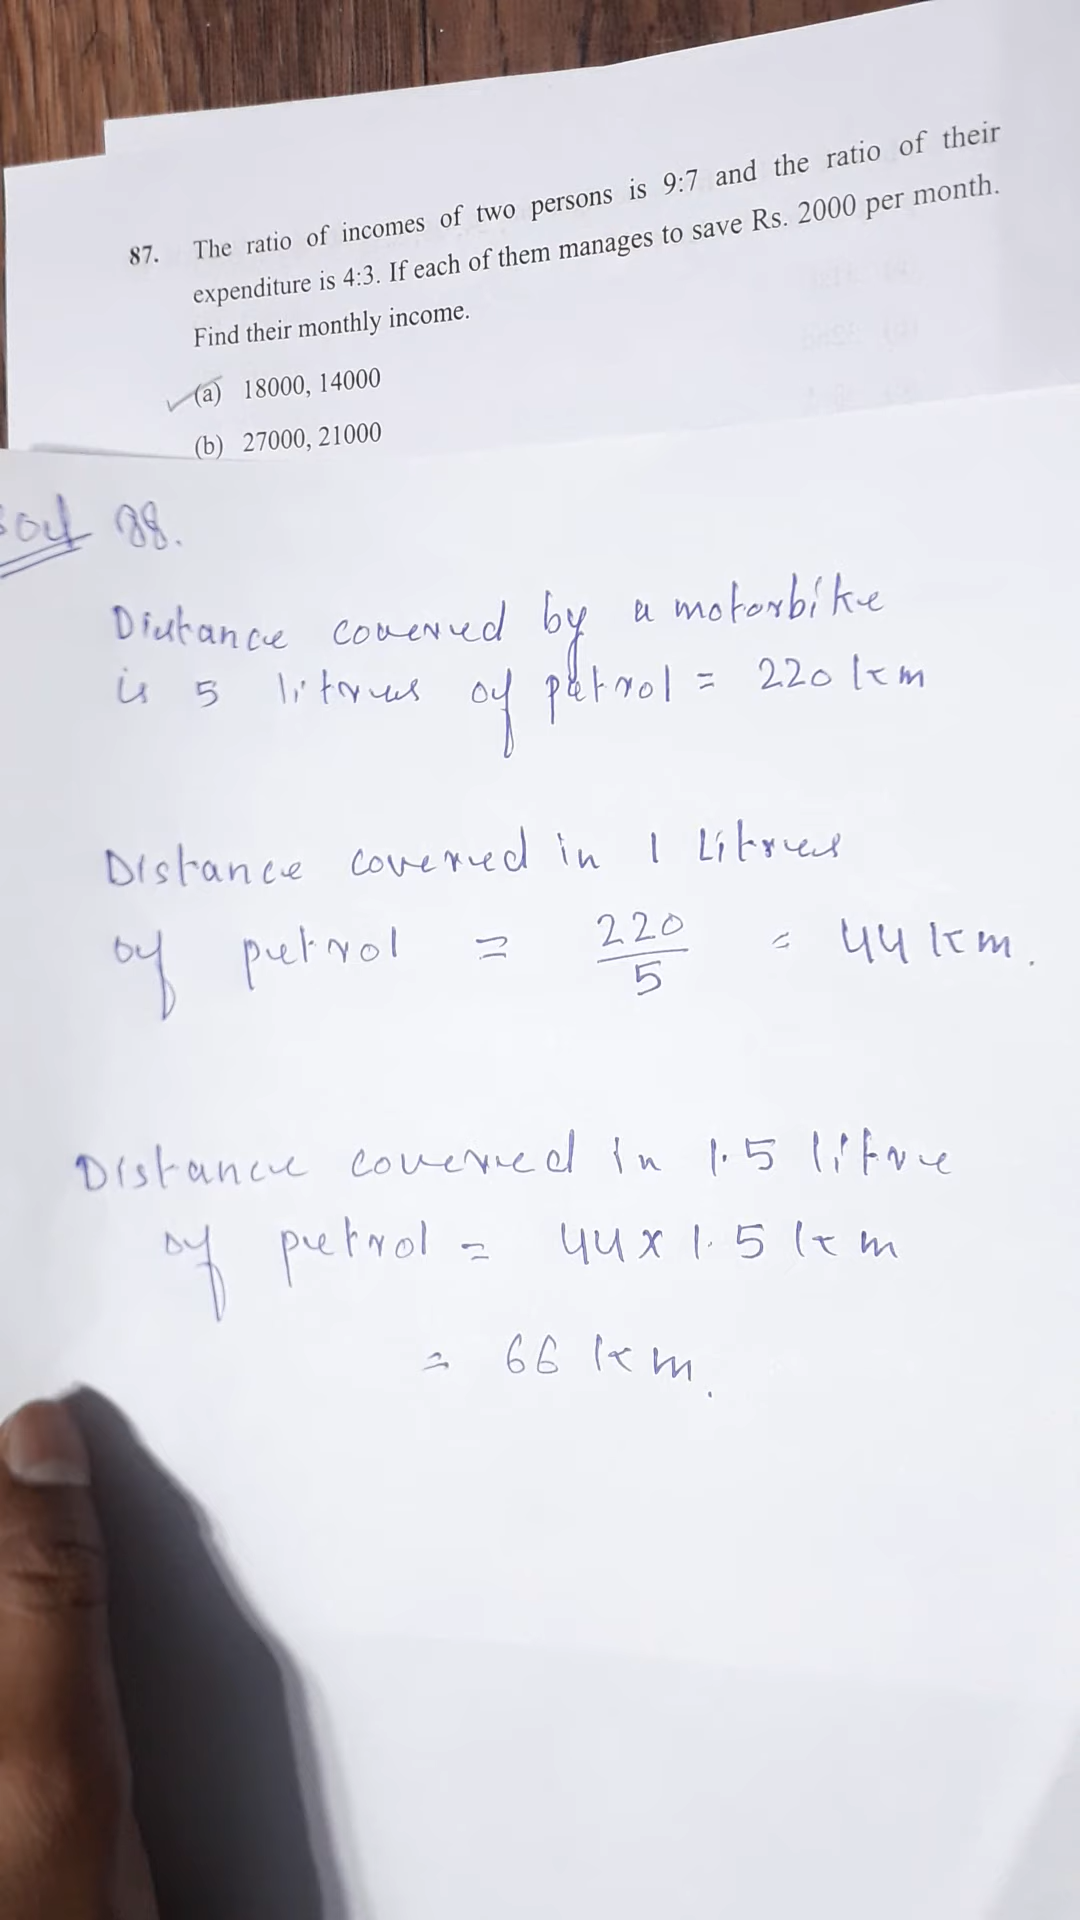 87. The ratio of incomes of two persons is 9:7 and the ratio of their
expenditure is 4:3. If each of them manages to save Rs. 2000 per month.
Find their monthly income.
(a) 18000, 14000
(b) 27000, 21000
Sol 88.
Distance covered by a motorbike
is 5 litres of petrol = 220 km
Distance covered in 1 Litres
of petrol = 220/5 = 44 km.
Distance covered in 1.5 litre
of petrol = 44 x 1.5 km
= 66 km.